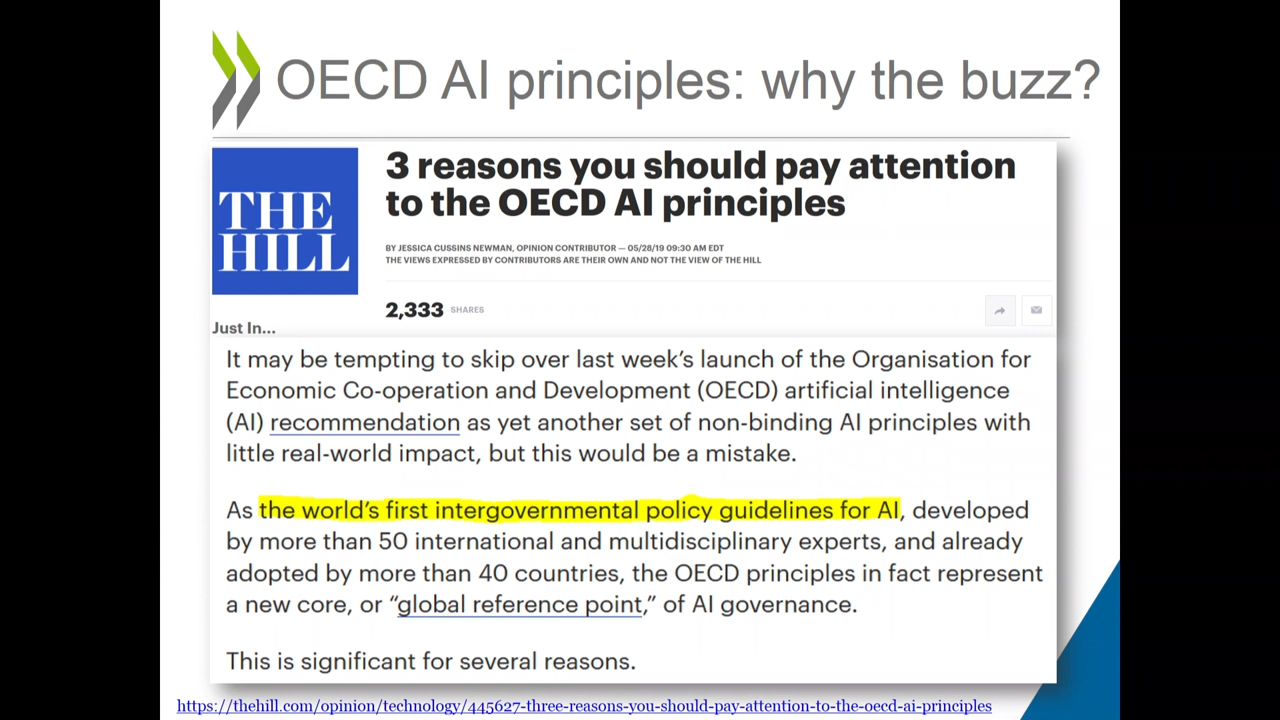 OECD AI principles: why the buzz?
THE
HILL
3 reasons you should pay attention
to the OECD AI principles
BY JESSICA CUSSINS NEWMAN, OPINION CONTRIBUTOR — 05/28/19 09:30 AM EDT
THE VIEWS EXPRESSED BY CONTRIBUTORS ARE THEIR OWN AND NOT THE VIEW OF THE HILL
2,333 SHARES
Just In...
It may be tempting to skip over last week’s launch of the Organisation for
Economic Co-operation and Development (OECD) artificial intelligence
(AI) recommendation as yet another set of non-binding AI principles with
little real-world impact, but this would be a mistake.
As the world’s first intergovernmental policy guidelines for AI, developed
by more than 50 international and multidisciplinary experts, and already
adopted by more than 40 countries, the OECD principles in fact represent
a new core, or “global reference point,” of AI governance.
This is significant for several reasons.
https://thehill.com/opinion/technology/445627-three-reasons-you-should-pay-attention-to-the-oecd-ai-principles